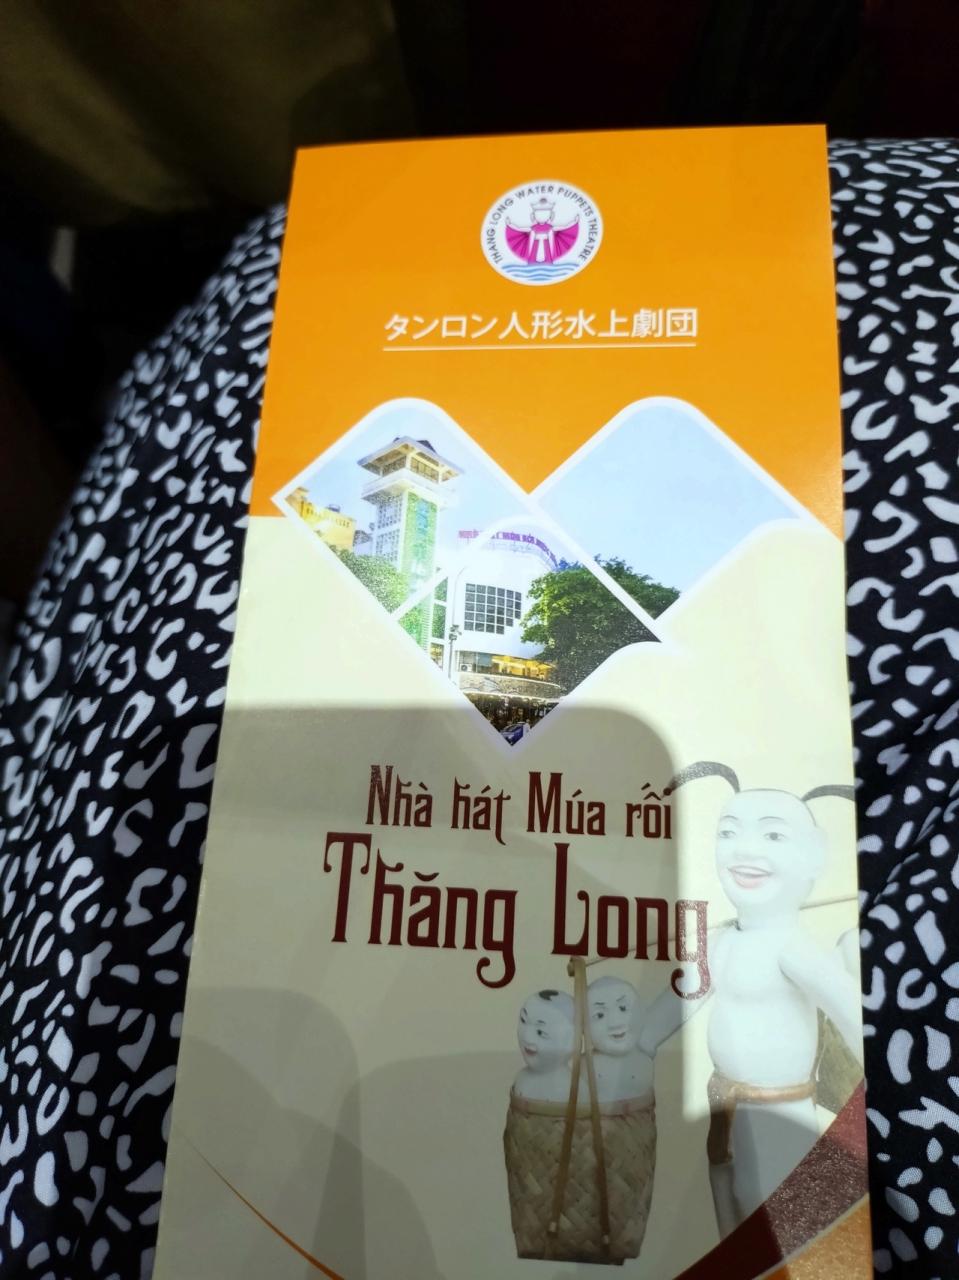 THANG LONG WATER PUPPETS THEATRE
タンロン人形水上劇団
Nhà hát Múa rối
Thăng Long